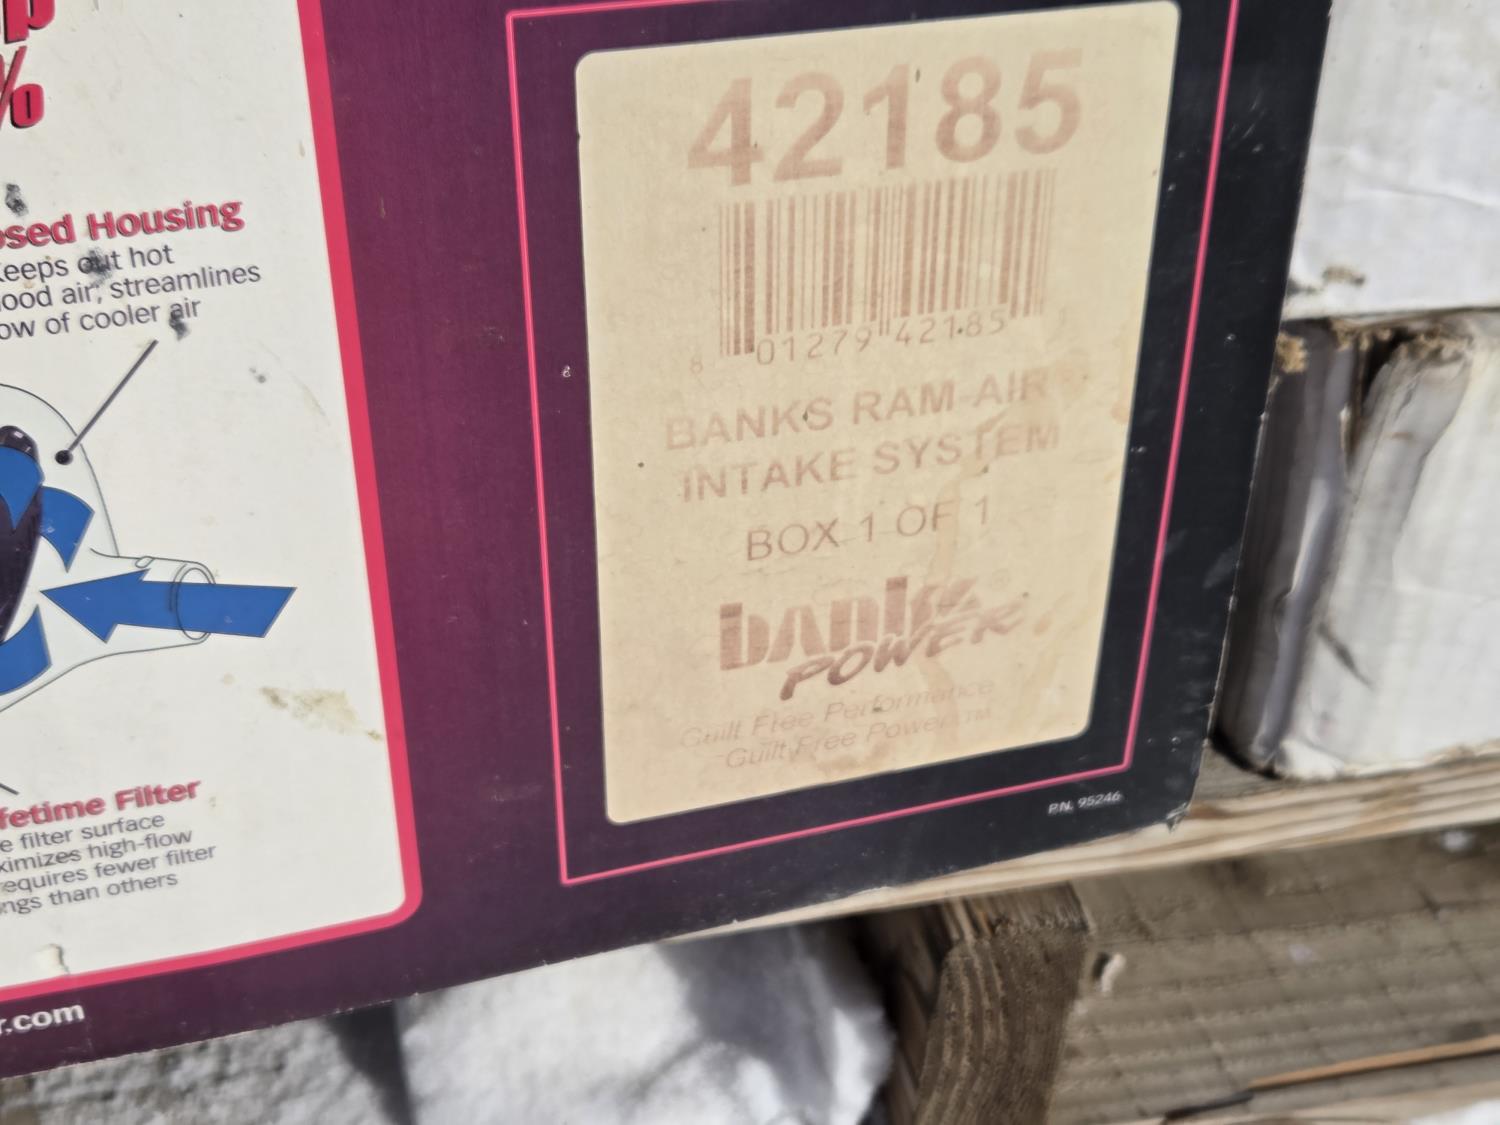 %
osed Housing
Keeps out hot
ood air, streamlines
ow of cooler air
fetime Filter
e filter surface
ximizes high-flow
equires fewer filter
ngs than others
r.com
42185
8 01279 42185
BANKS RAM-AIR
INTAKE SYSTEM
BOX 1 OF 1
banks®
POWER
Guilt Free Performance
Guilt Free Power™
P.N. 95246